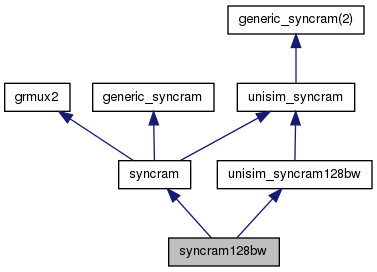 generic_syncram(2)
grmux2
generic_syncram
unisim_syncram
syncram
unisim_syncram128bw
syncram128bw